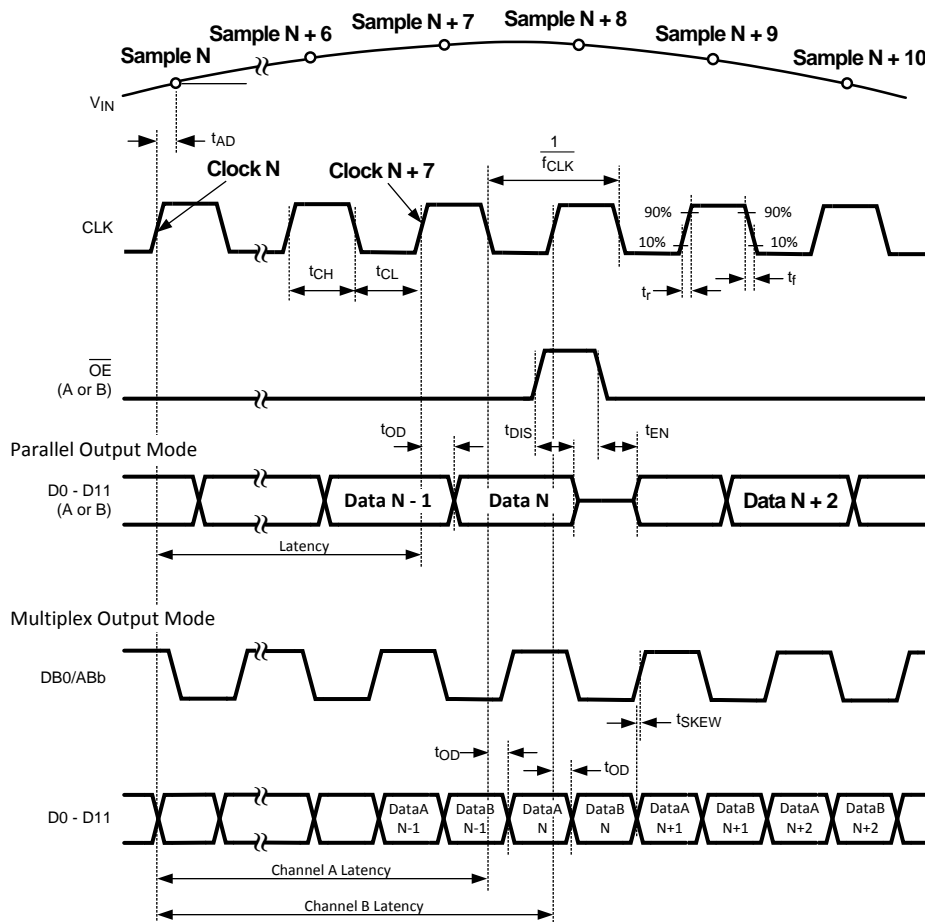 Sample N
Sample N + 6
Sample N + 7
Sample N + 8
Sample N + 9
Sample N + 10
VIN
tAD
Clock N
Clock N + 7
1
fCLK
CLK
90%
90%
10%
10%
tCH
tCL
tr
tf
OE
(A or B)
tOD
tDIS
tEN
Parallel Output Mode
D0 - D11
(A or B)
Data N - 1
Data N
Data N + 2
Latency
Multiplex Output Mode
DB0/ABb
tSKEW
tOD
tOD
D0 - D11
DataA
N-1
DataB
N-1
DataA
N
DataB
N
DataA
N+1
DataB
N+1
DataA
N+2
DataB
N+2
Channel A Latency
Channel B Latency